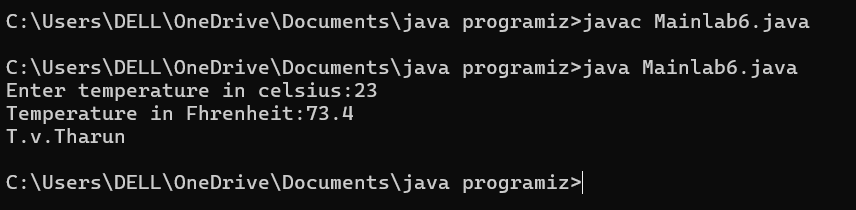 C:\Users\DELL\OneDrive\Documents\java programiz>javac Mainlab6.java
C:\Users\DELL\OneDrive\Documents\java programiz>java Mainlab6.java
Enter temperature in celsius:23
Temperature in Fhrenheit:73.4
T.v.Tharun
C:\Users\DELL\OneDrive\Documents\java programiz>